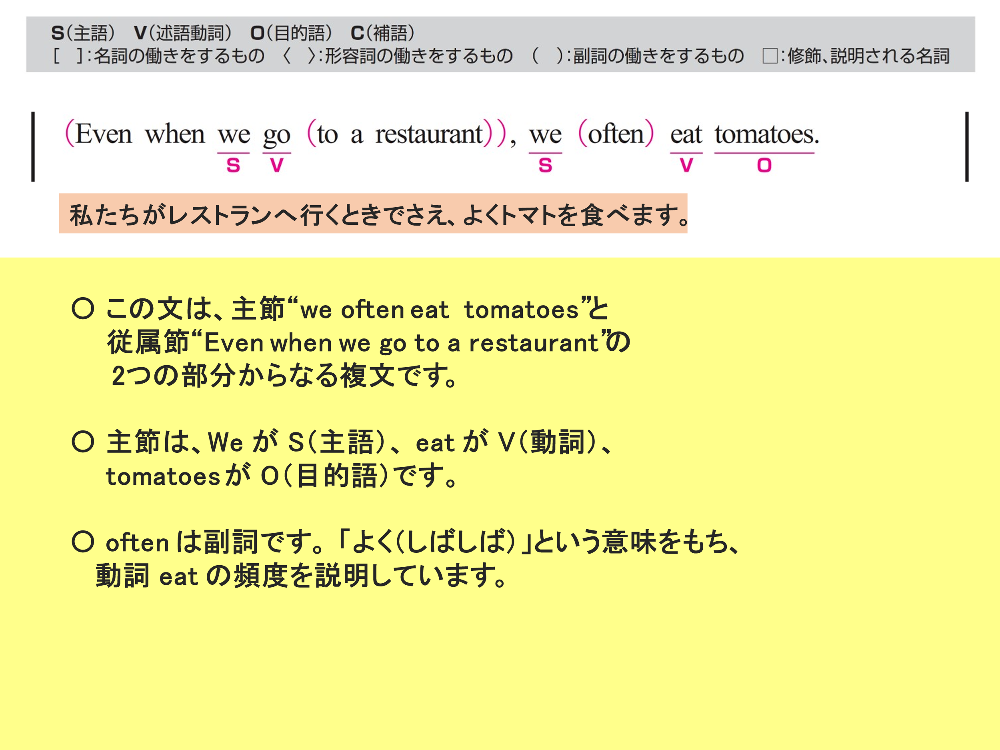 S（主語）　V（述語動詞）　O（目的語）　C（補語）
[　]：名詞の働きをするもの　〈　〉：形容詞の働きをするもの　（　）：副詞の働きをするもの　□：修飾、説明される名詞
(Even when we go (to a restaurant)), we (often) eat tomatoes.
S V S V O
私たちがレストランへ行くときでさえ、よくトマトを食べます。
○ この文は、主節“we often eat tomatoes”と
従属節“Even when we go to a restaurant”の
2つの部分からなる複文です。
○ 主節は、We が S（主語）、eat が V（動詞）、
tomatoes が O（目的語）です。
○ often は副詞です。「よく（しばしば）」という意味をもち、
動詞 eat の頻度を説明しています。